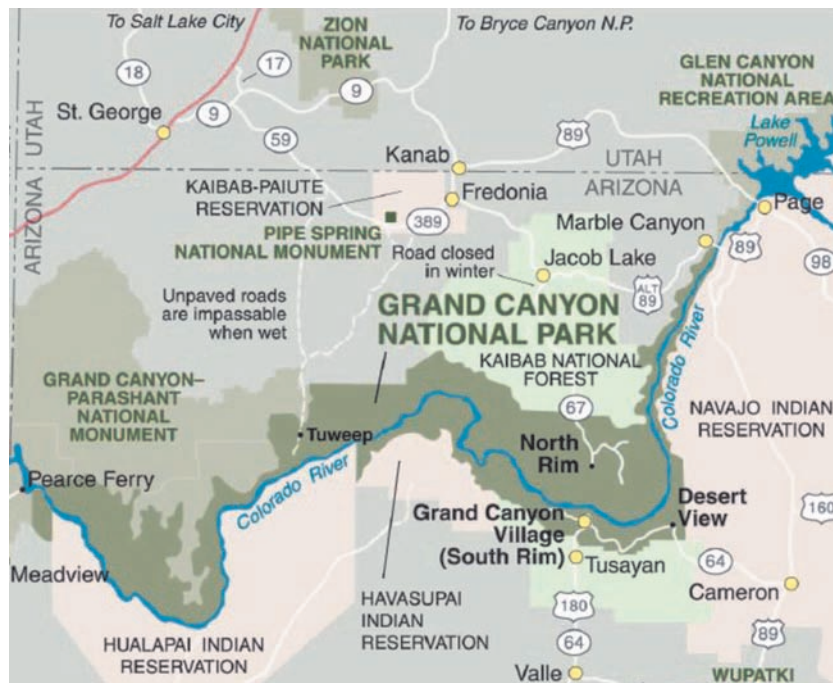 To Salt Lake City
To Bryce Canyon N.P.
ZION
NATIONAL
PARK
17
18
9
GLEN CANYON
NATIONAL
RECREATION AREA
St. George
9
59
89
Lake
Powell
UTAH
ARIZONA
Kanab
UTAH
ARIZONA
KAIBAB-PAIUTE
RESERVATION
Fredonia
Page
389
Marble Canyon
PIPE SPRING
NATIONAL MONUMENT
Road closed
in winter
Jacob Lake
89
98
ALT
89
Unpaved roads
are impassable
when wet
GRAND CANYON
NATIONAL PARK
Colorado River
KAIBAB NATIONAL
FOREST
GRAND CANYON–
PARASHANT
NATIONAL
MONUMENT
67
NAVAJO INDIAN
RESERVATION
Tuweep
North
Rim
Colorado River
Pearce Ferry
Grand Canyon
Village
(South Rim)
Desert
View
160
Meadview
Tusayan
64
Cameron
HAVASUPAI
INDIAN
RESERVATION
180
HUALAPAI INDIAN
RESERVATION
64
89
Valle
WUPATKI